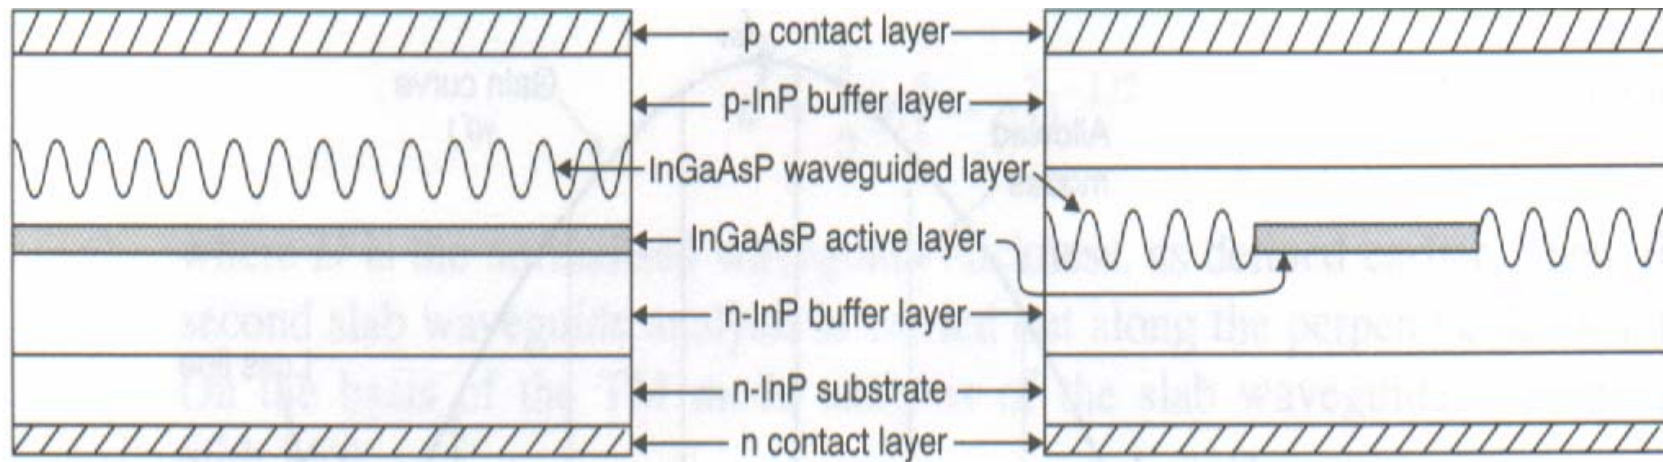 p contact layer
p-InP buffer layer
InGaAsP waveguided layer
InGaAsP active layer
n-InP buffer layer
n-InP substrate
n contact layer